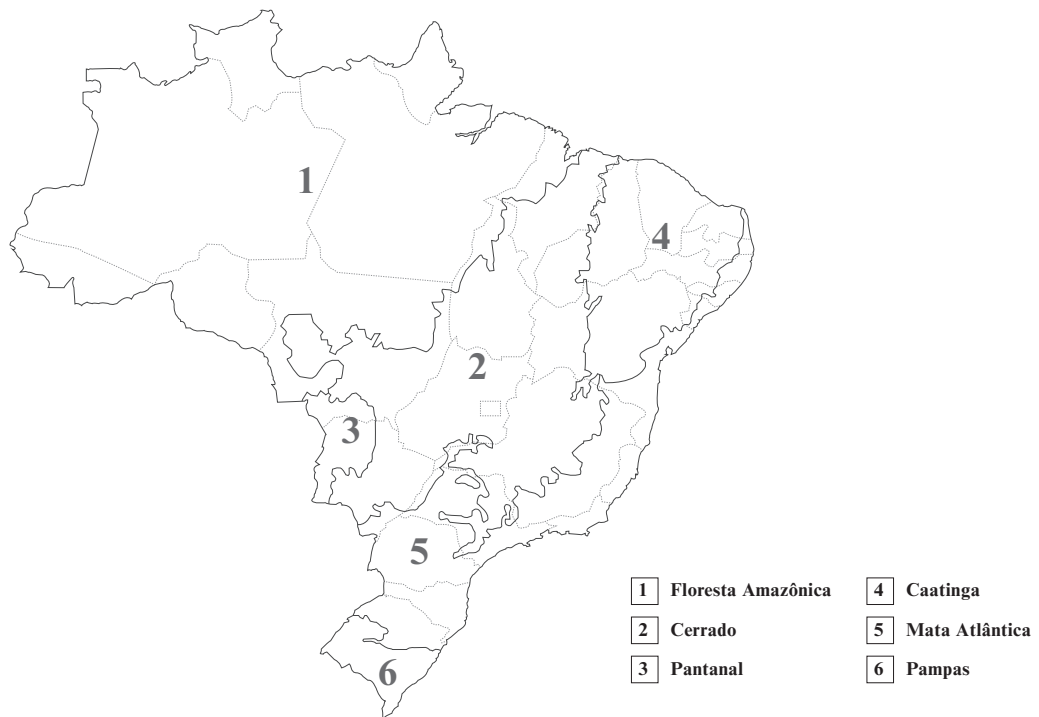 1
4
2
3
5
6
1 Floresta Amazônica
2 Cerrado
3 Pantanal
4 Caatinga
5 Mata Atlântica
6 Pampas